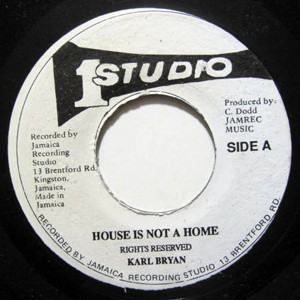 1 STUDIO
Recorded by
Jamaica
Recording
Studio
13 Brentford Rd.
Kingston,
Jamaica,
Made in
Jamaica
Produced by:
C. Dodd
JAMREC
MUSIC
SIDE A
HOUSE IS NOT A HOME
RIGHTS RESERVED
KARL BRYAN
RECORDED BY JAMAICA RECORDING STUDIO 13 BRENTFORD RD